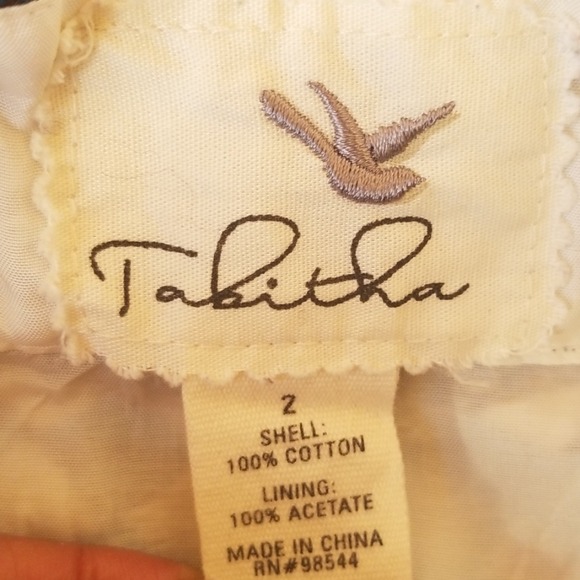 Tabitha
2
SHELL:
100% COTTON
LINING:
100% ACETATE
MADE IN CHINA
RN#98544